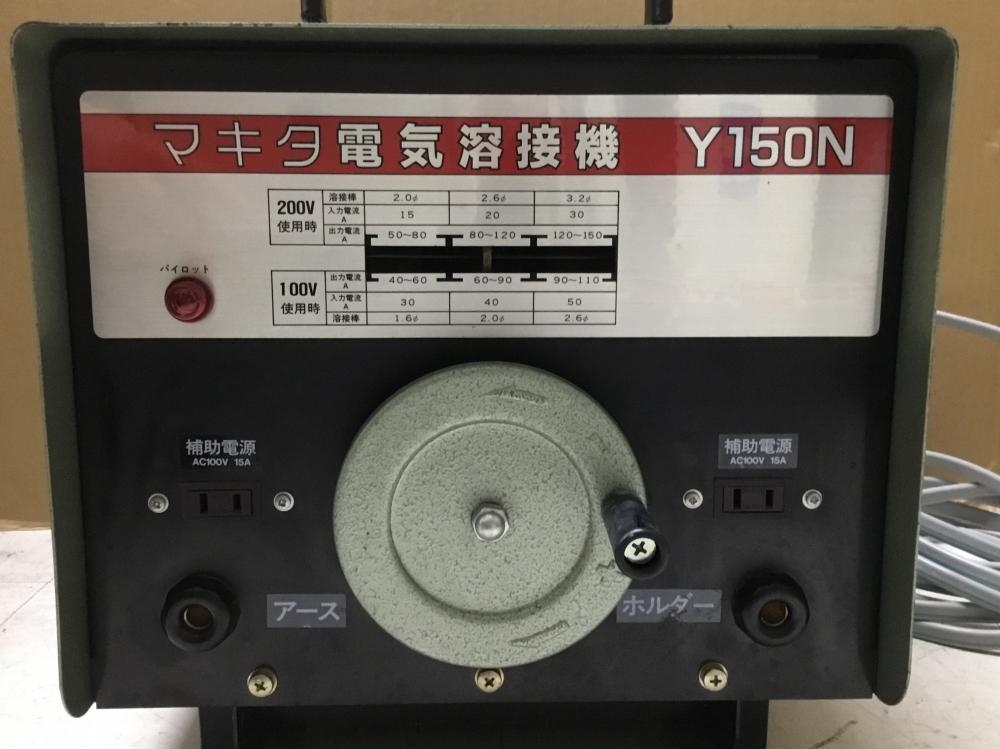 マキタ電気溶接機 Y150N
200V 使用時
溶接棒 2.0φ 2.6φ 3.2φ
入力電流 A 15 20 30
出力電流 A 50~80 80~120 120~150
パイロット
100V 使用時
出力電流 A 40~60 60~90 90~110
入力電流 A 30 40 50
溶接棒 1.6φ 2.0φ 2.6φ
補助電源
AC100V 15A
補助電源
AC100V 15A
アース
ホルダー